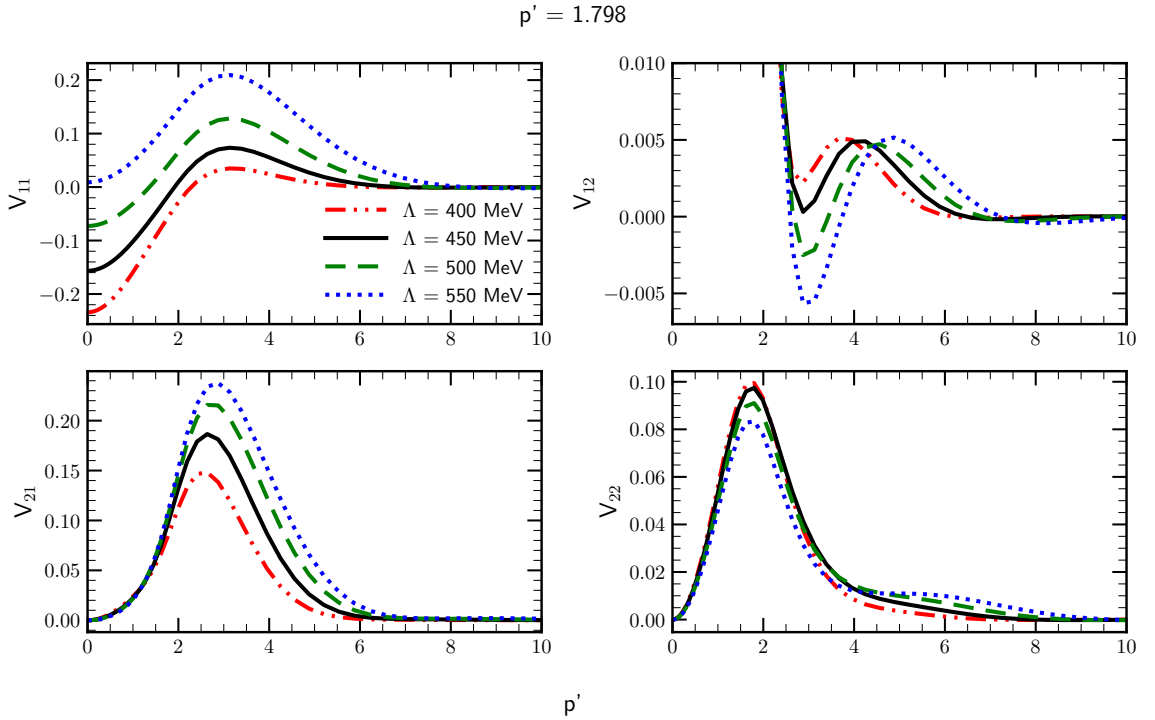 p' = 1.798
0.2
0.1
0.0
−0.1
−0.2
V11
0 2 4 6 8 10
Λ = 400 MeV
Λ = 450 MeV
Λ = 500 MeV
Λ = 550 MeV
0.010
0.005
0.000
−0.005
V12
0 2 4 6 8 10
0.20
0.15
0.10
0.05
0.00
V21
0 2 4 6 8 10
0.10
0.08
0.06
0.04
0.02
0.00
V22
0 2 4 6 8 10
p'